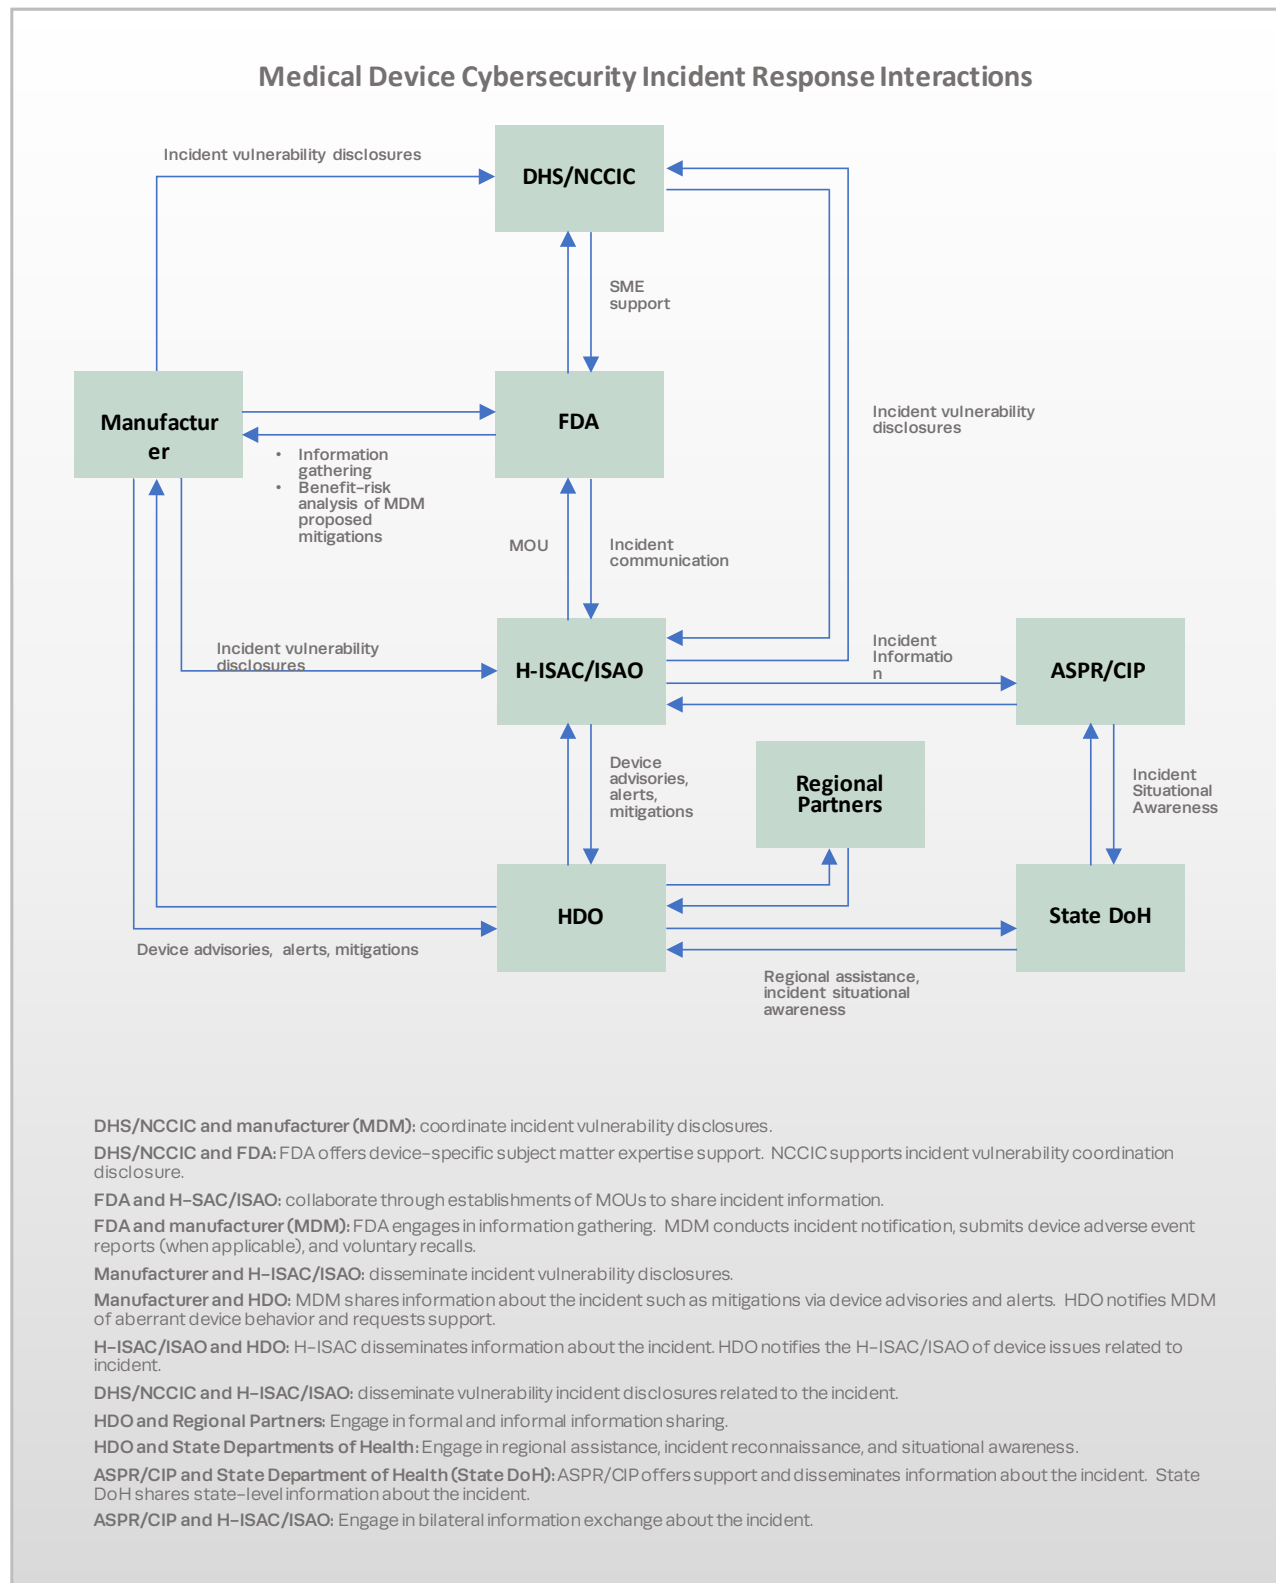 Medical Device Cybersecurity Incident Response Interactions
Incident vulnerability disclosures
DHS/NCCIC
SME
support
Manufactur
er
FDA
Incident vulnerability
disclosures
• Information
gathering
• Benefit-risk
analysis of MDM
proposed
mitigations
MOU
Incident
communication
Incident vulnerability
disclosures
H-ISAC/ISAO
Incident
Informatio
n
ASPR/CIP
Device
advisories,
alerts,
mitigations
Regional
Partners
Incident
Situational
Awareness
HDO
State DoH
Device advisories, alerts, mitigations
Regional assistance,
incident situational
awareness
DHS/NCCIC and manufacturer (MDM): coordinate incident vulnerability disclosures.
DHS/NCCIC and FDA: FDA offers device-specific subject matter expertise support. NCCIC supports incident vulnerability coordination
disclosure.
FDA and H-SAC/ISAO: collaborate through establishments of MOUs to share incident information.
FDA and manufacturer (MDM): FDA engages in information gathering. MDM conducts incident notification, submits device adverse event
reports (when applicable), and voluntary recalls.
Manufacturer and H-ISAC/ISAO: disseminate incident vulnerability disclosures.
Manufacturer and HDO: MDM shares information about the incident such as mitigations via device advisories and alerts. HDO notifies MDM
of aberrant device behavior and requests support.
H-ISAC/ISAO and HDO: H-ISAC disseminates information about the incident. HDO notifies the H-ISAC/ISAO of device issues related to
incident.
DHS/NCCIC and H-ISAC/ISAO: disseminate vulnerability incident disclosures related to the incident.
HDO and Regional Partners: Engage in formal and informal information sharing.
HDO and State Departments of Health: Engage in regional assistance, incident reconnaissance, and situational awareness.
ASPR/CIP and State Department of Health (State DoH): ASPR/CIP offers support and disseminates information about the incident. State
DoH shares state-level information about the incident.
ASPR/CIP and H-ISAC/ISAO: Engage in bilateral information exchange about the incident.